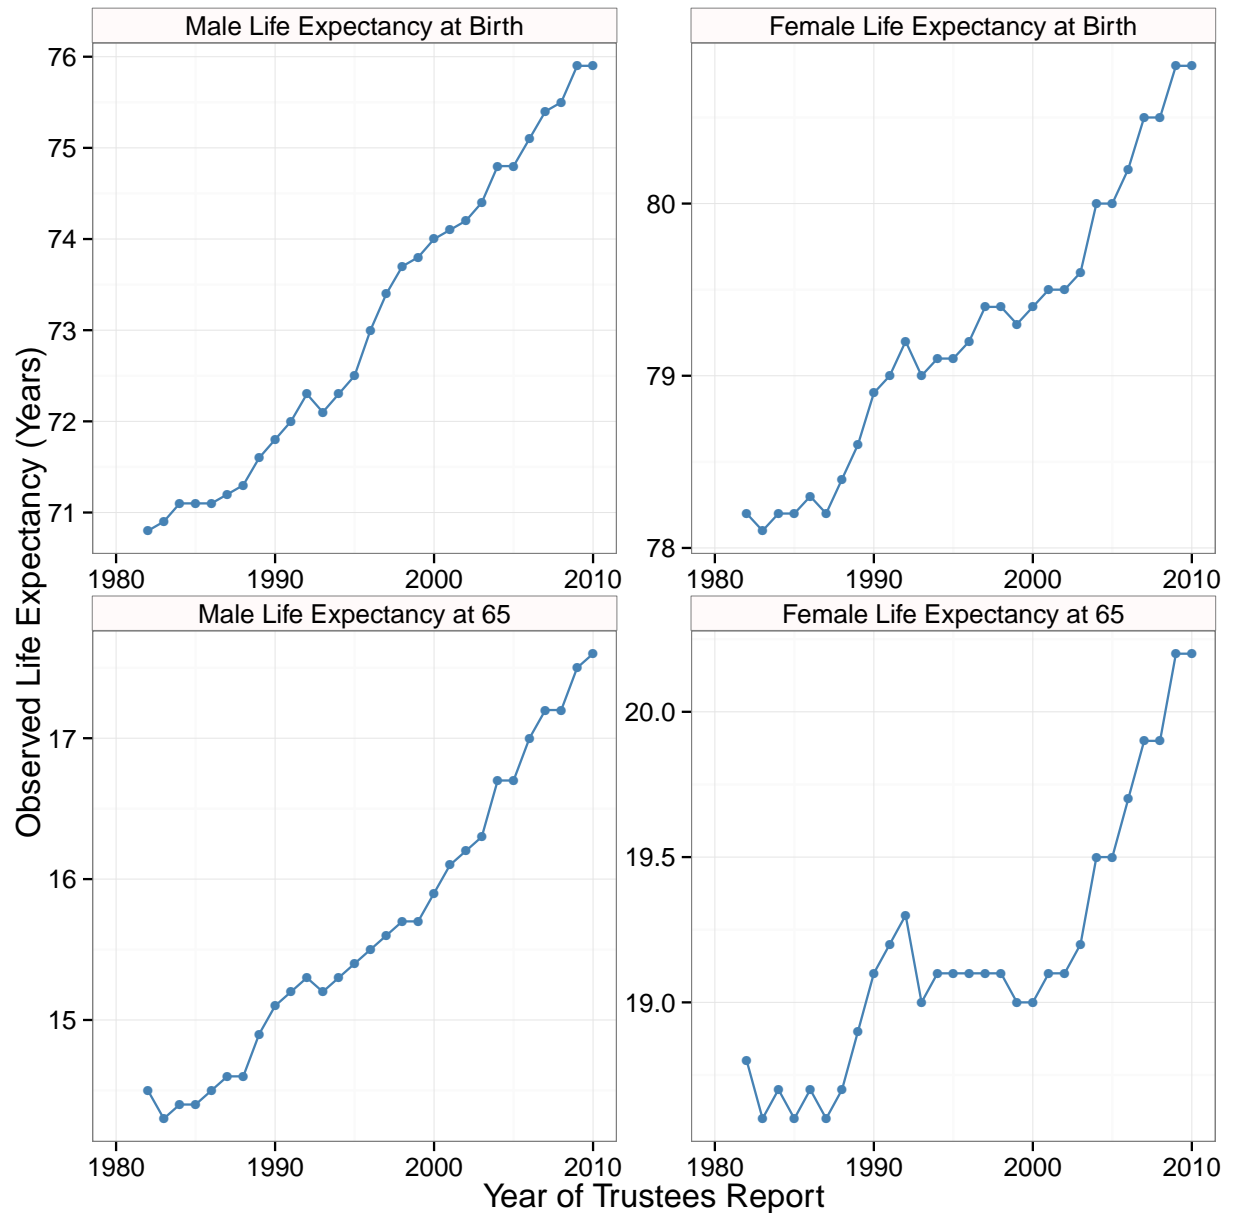 Male Life Expectancy at Birth
Female Life Expectancy at Birth
76
75
74
73
72
71
80
79
78
1980 1990 2000 2010
1980 1990 2000 2010
Male Life Expectancy at 65
Female Life Expectancy at 65
17
16
15
20.0
19.5
19.0
1980 1990 2000 2010
1980 1990 2000 2010
Observed Life Expectancy (Years)
Year of Trustees Report